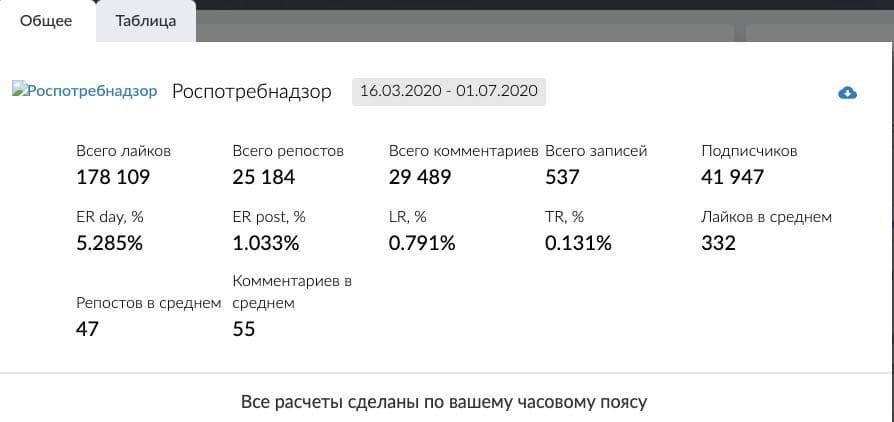 Общее Таблица
Роспотребнадзор Роспотребнадзор 16.03.2020 - 01.07.2020
Всего лайков Всего репостов Всего комментариев Всего записей Подписчиков
178 109 25 184 29 489 537 41 947
ER day, % ER post, % LR, % TR, % Лайков в среднем
5.285% 1.033% 0.791% 0.131% 332
Комментариев в
Репостов в среднем среднем
47 55
Все расчеты сделаны по вашему часовому поясу